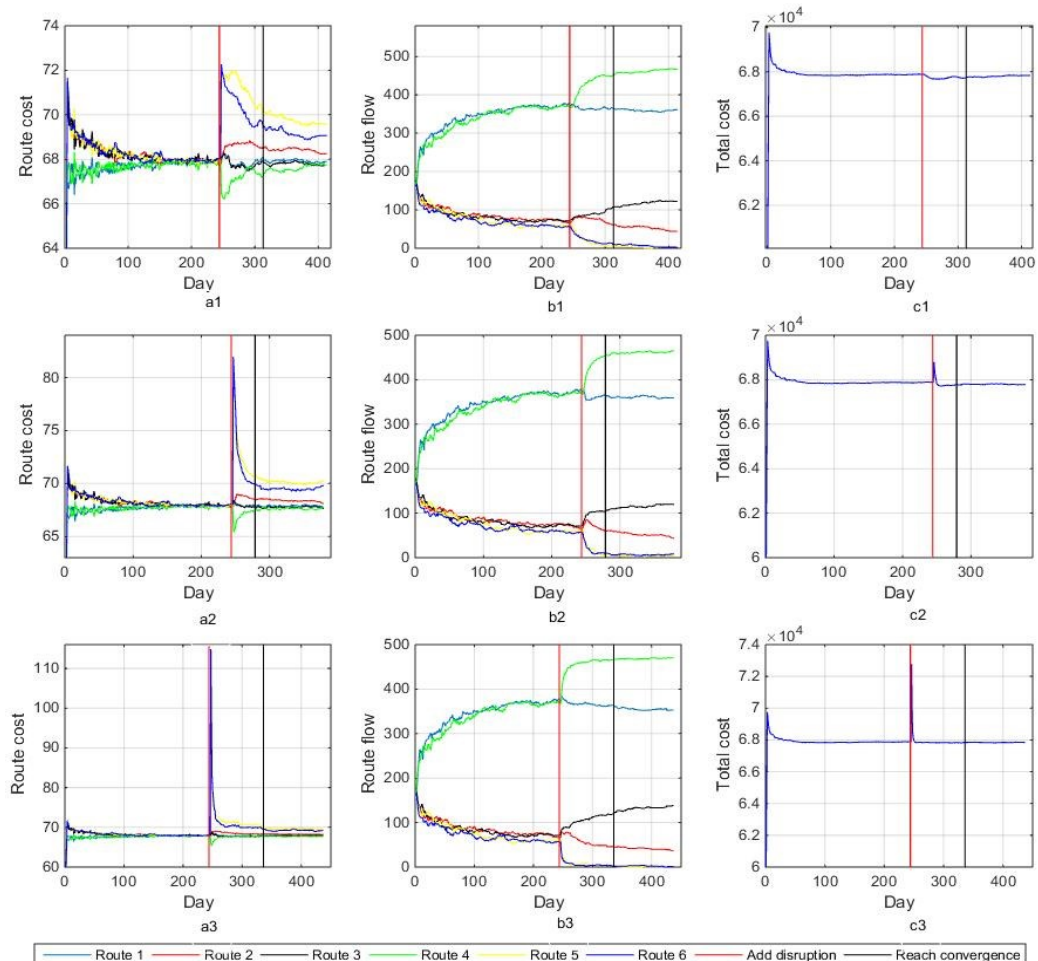 74
72
70
68
66
64
Route cost
0 100 200 300 400
Day
a1
500
400
300
200
100
0
Route flow
0 100 200 300 400
Day
b1
7 × 10⁴
6.8
6.6
6.4
6.2
Total cost
0 100 200 300 400
Day
c1
80
75
70
65
Route cost
0 100 200 300
Day
a2
500
400
300
200
100
0
Route flow
0 100 200 300
Day
b2
7 × 10⁴
6.8
6.6
6.4
6.2
6
Total cost
0 100 200 300
Day
c2
110
100
90
80
70
60
Route cost
0 100 200 300 400
Day
a3
500
400
300
200
100
0
Route flow
0 100 200 300 400
Day
b3
7.4 × 10⁴
7.2
7
6.8
6.6
6.4
6.2
6
Total cost
0 100 200 300 400
Day
c3
Route 1 Route 2 Route 3 Route 4 Route 5 Route 6 Add disruption Reach convergence